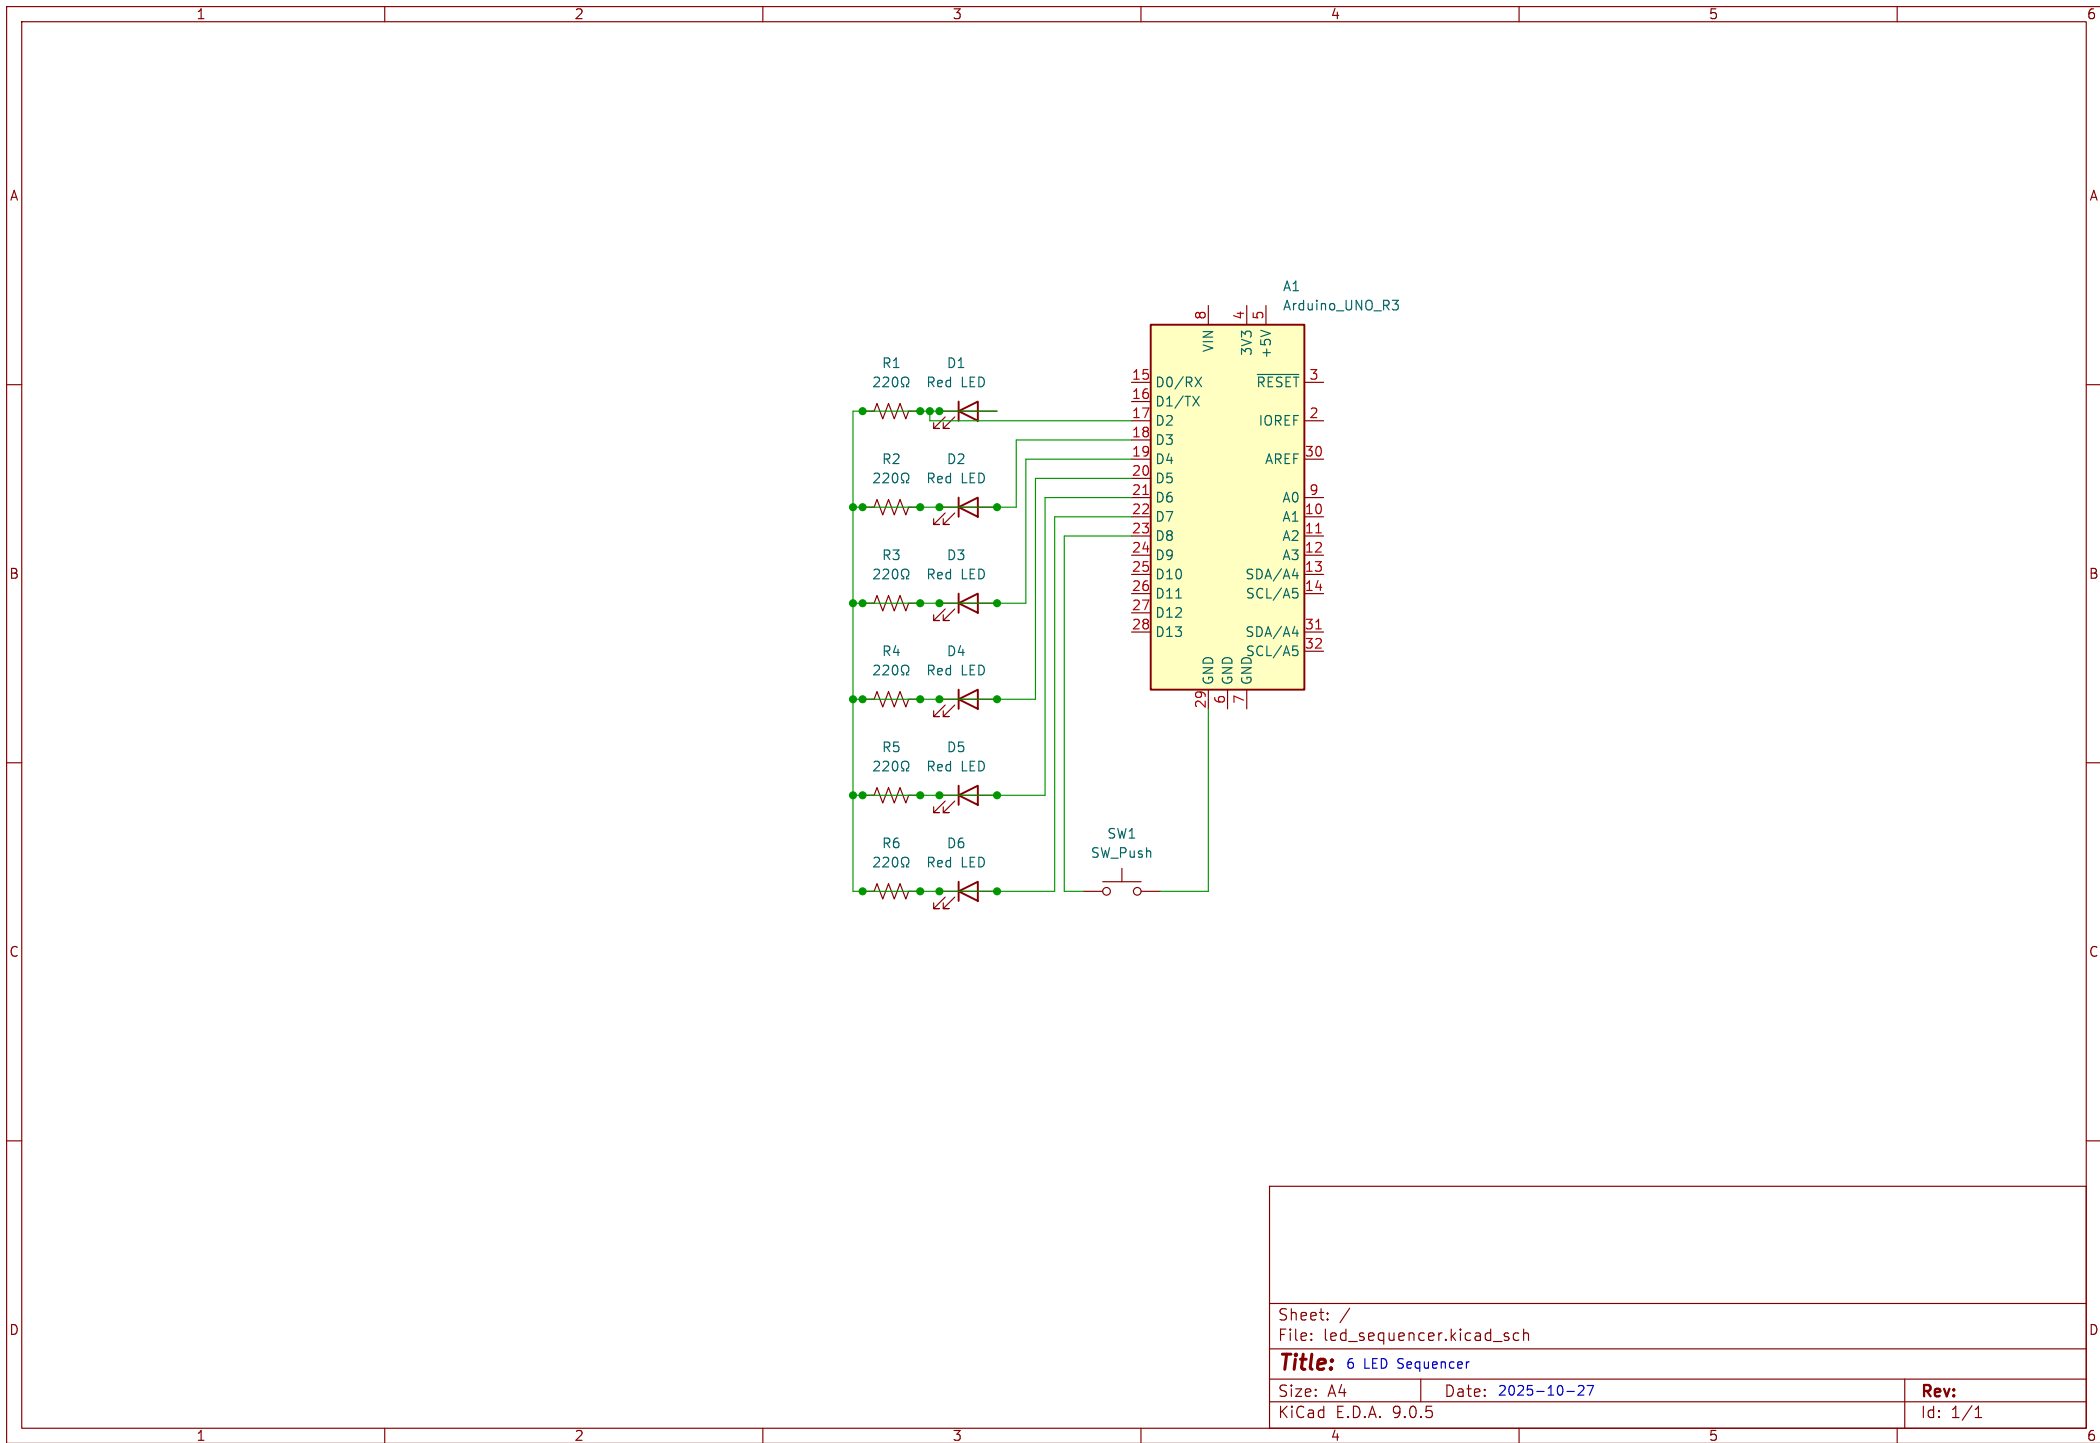 1 2 3 4 5 6
A A
B B
C C
D D
A1
Arduino_UNO_R3
8 4 5
VIN 3V3 +5V
R1 D1
220Ω Red LED
R2 D2
220Ω Red LED
R3 D3
220Ω Red LED
R4 D4
220Ω Red LED
R5 D5
220Ω Red LED
R6 D6
220Ω Red LED
15 D0/RX RESET 3
16 D1/TX
17 D2 IOREF 2
18 D3
19 D4 AREF 30
20 D5
21 D6 A0 9
22 D7 A1 10
23 D8 A2 11
24 D9 A3 12
25 D10 SDA/A4 13
26 D11 SCL/A5 14
27 D12
28 D13 SDA/A4 31
SCL/A5 32
GND GND GND
29 6 7
SW1
SW_Push
Sheet: /
File: led_sequencer.kicad_sch
Title: 6 LED Sequencer
Size: A4 Date: 2025-10-27 Rev:
KiCad E.D.A. 9.0.5 Id: 1/1
1 2 3 4 5 6